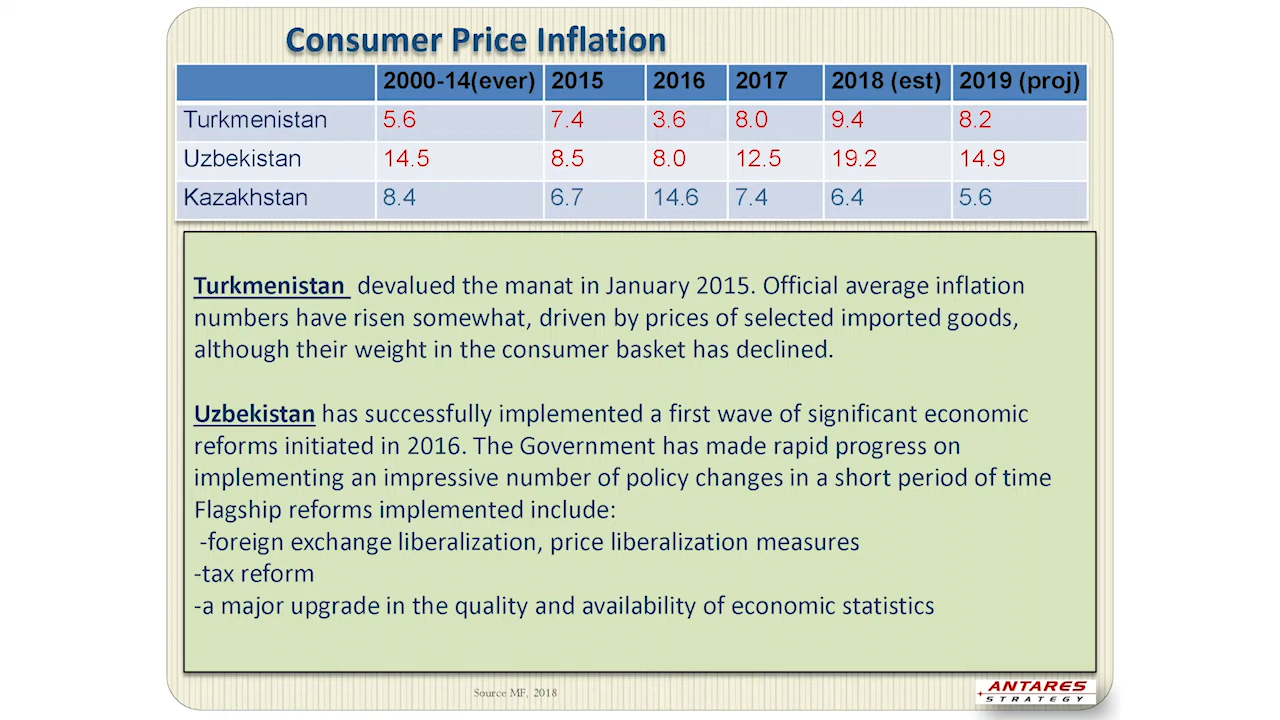 Consumer Price Inflation
2000-14(ever) 2015 2016 2017 2018 (est) 2019 (proj)
Turkmenistan 5.6 7.4 3.6 8.0 9.4 8.2
Uzbekistan 14.5 8.5 8.0 12.5 19.2 14.9
Kazakhstan 8.4 6.7 14.6 7.4 6.4 5.6
Turkmenistan devalued the manat in January 2015. Official average inflation
numbers have risen somewhat, driven by prices of selected imported goods,
although their weight in the consumer basket has declined.
Uzbekistan has successfully implemented a first wave of significant economic
reforms initiated in 2016. The Government has made rapid progress on
implementing an impressive number of policy changes in a short period of time
Flagship reforms implemented include:
-foreign exchange liberalization, price liberalization measures
-tax reform
-a major upgrade in the quality and availability of economic statistics
Source MF, 2018
ANTARES
STRATEGY